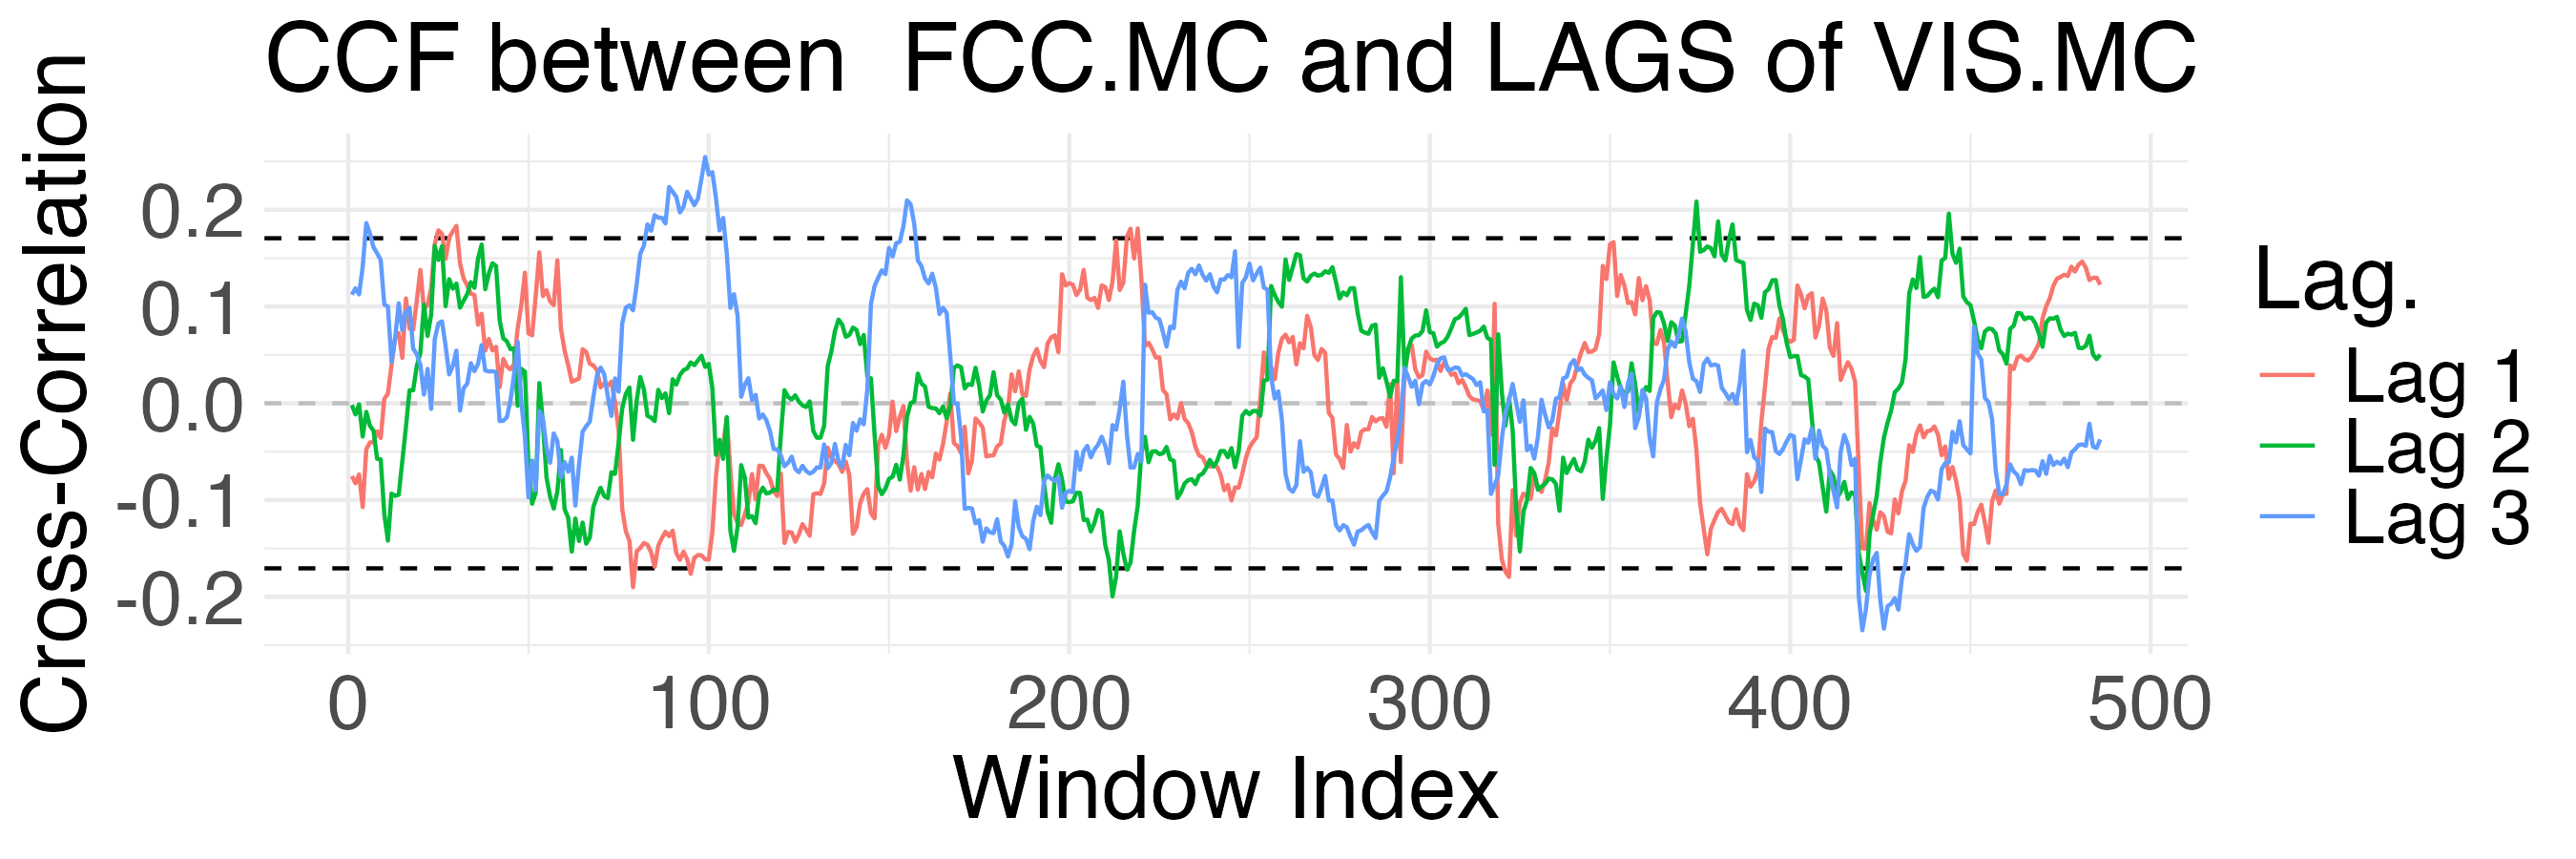 CCF between  FCC.MC and LAGS of VIS.MC
Cross-Correlation
0.2
0.1
0.0
-0.1
-0.2
0 100 200 300 400 500
Window Index
Lag.
Lag 1
Lag 2
Lag 3